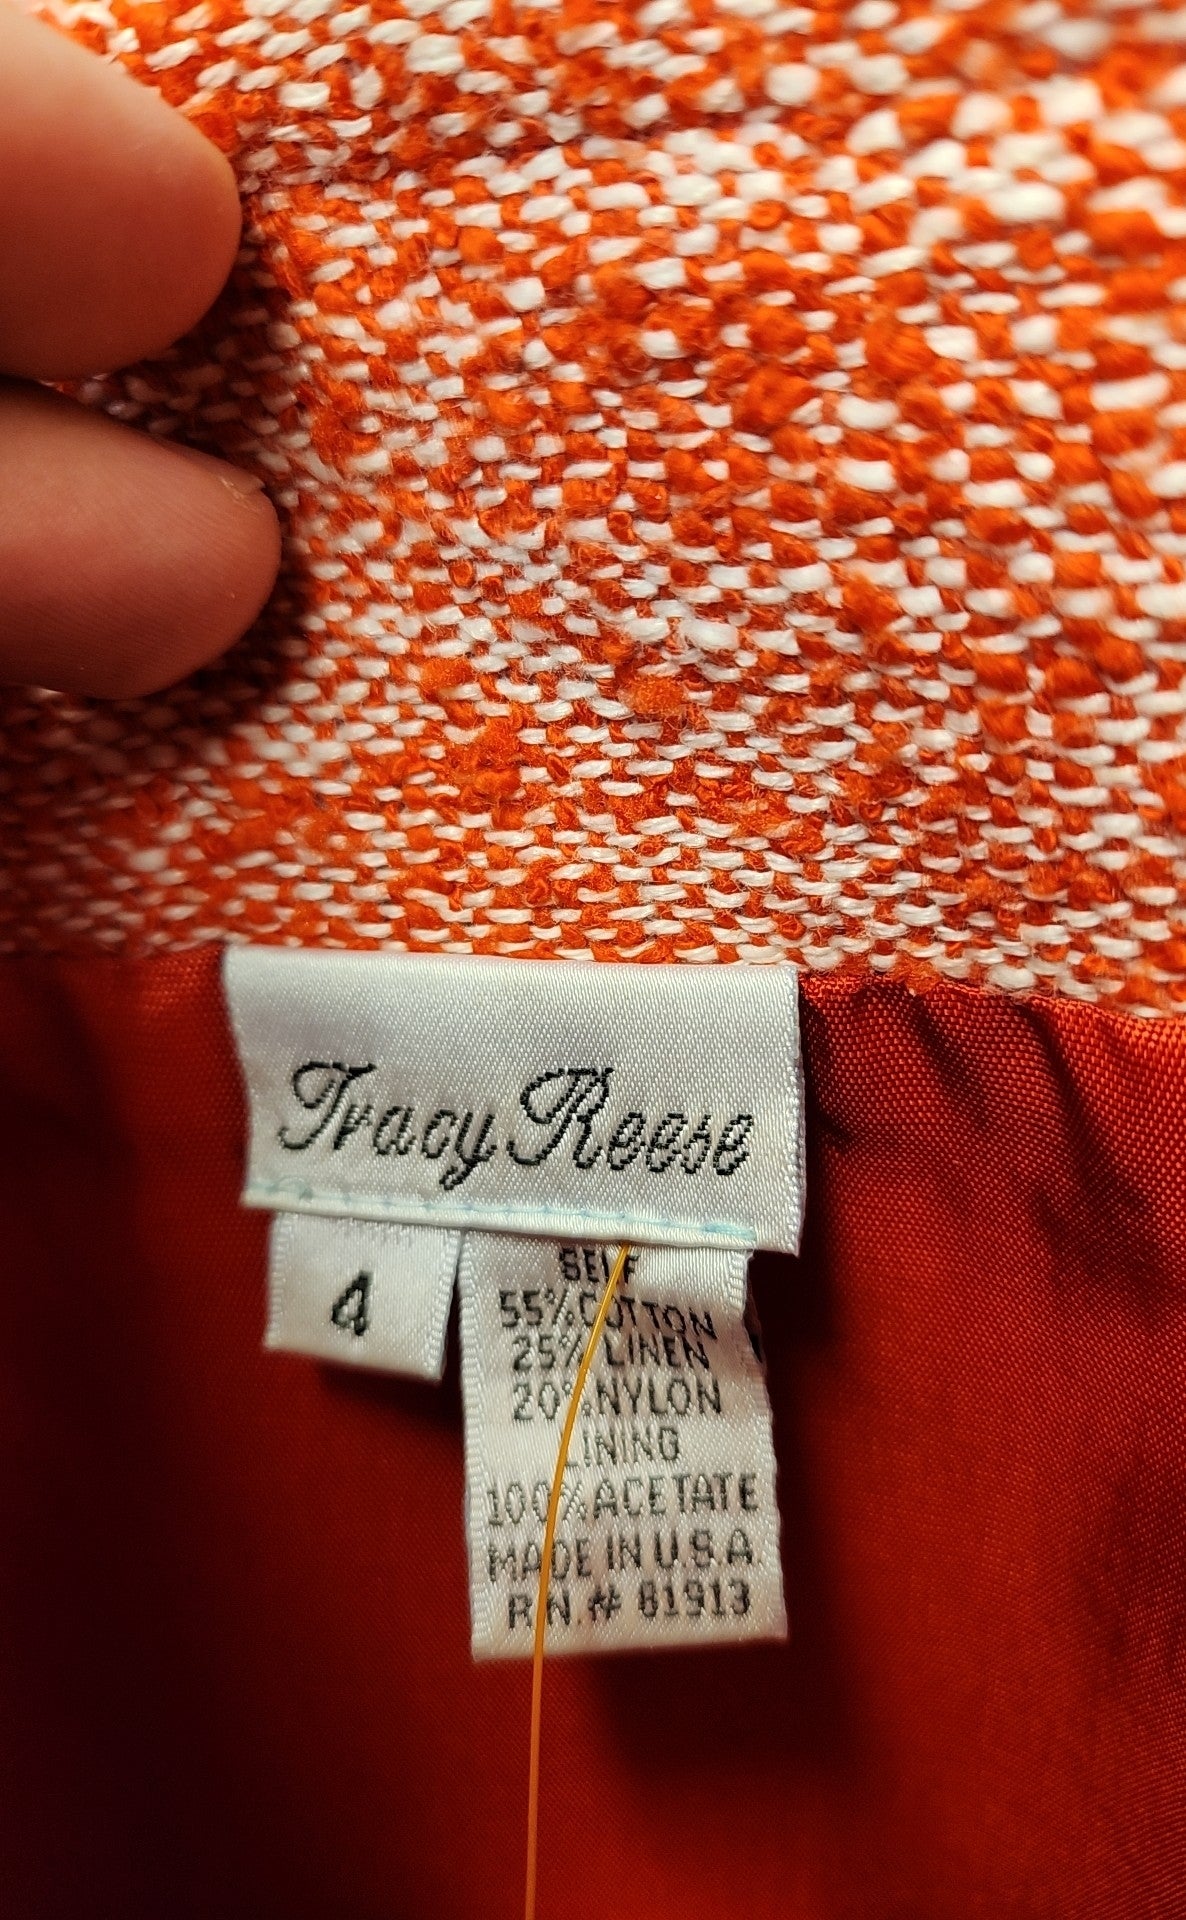 Tracy Reese
4
SELF
55% COTTON
25% LINEN
20% NYLON
LINING
100% ACETATE
MADE IN U.S.A.
R.N. # 81913